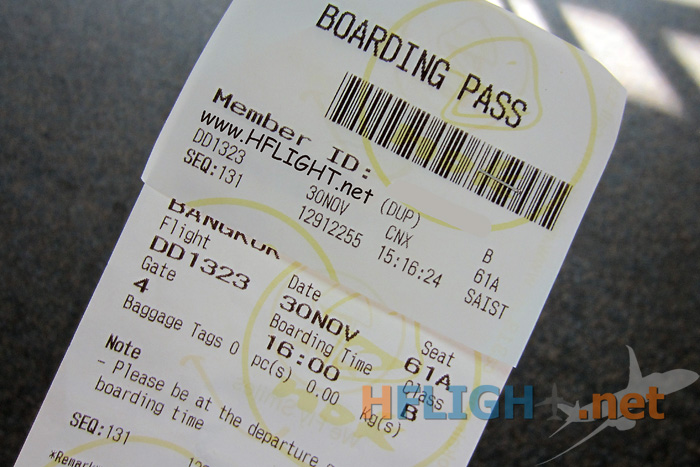 BOARDING PASS
Member ID:
www.HFLIGHT.net
DD1323 30NOV (DUP) B
SEQ:131 12912255 CNX 61A
15:16:24 SAIST
BANGKOK
Flight Date Seat
DD1323 30NOV 61A
Gate Boarding Time Class
4 16:00 B
Baggage Tags 0 pc(s) 0.00 Kg(s)
Note
- Please be at the departure
boarding time
SEQ:131
*Remark
HFLIGHT.net